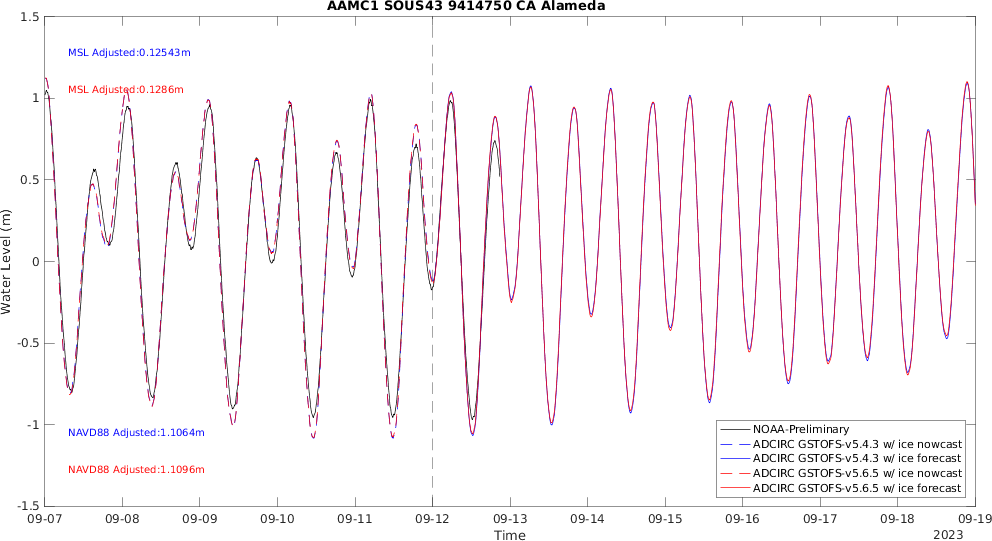 AAMC1 SOUS43 9414750 CA Alameda
1.5
1
0.5
0
-0.5
-1
-1.5
Water Level (m)
MSL Adjusted:0.12543m
MSL Adjusted:0.1286m
NAVD88 Adjusted:1.1064m
NAVD88 Adjusted:1.1096m
NOAA-Preliminary
ADCIRC GSTOFS-v5.4.3 w/ ice nowcast
ADCIRC GSTOFS-v5.4.3 w/ ice forecast
ADCIRC GSTOFS-v5.6.5 w/ ice nowcast
ADCIRC GSTOFS-v5.6.5 w/ ice forecast
09-07 09-08 09-09 09-10 09-11 09-12 09-13 09-14 09-15 09-16 09-17 09-18 09-19
Time
2023